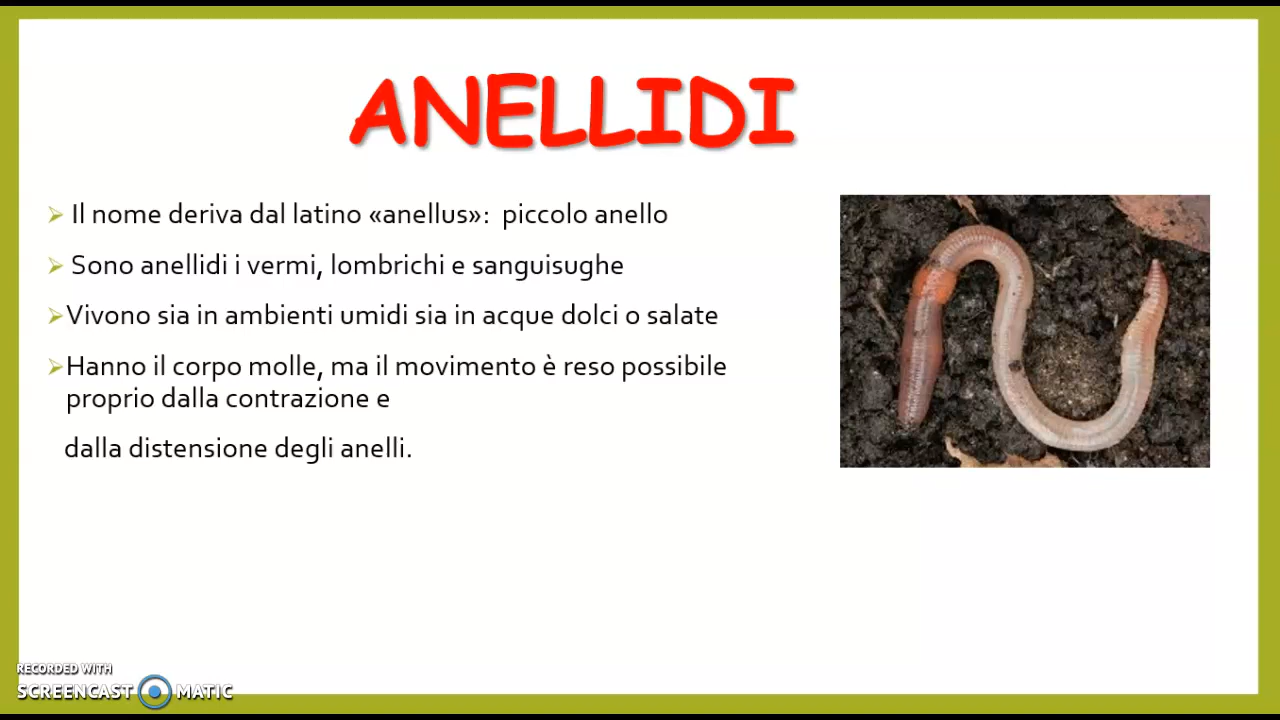 ANELLIDI
Il nome deriva dal latino «anellus»: piccolo anello
Sono anellidi i vermi, lombrichi e sanguisughe
Vivono sia in ambienti umidi sia in acque dolci o salate
Hanno il corpo molle, ma il movimento è reso possibile
proprio dalla contrazione e
dalla distensione degli anelli.
RECORDED WITH
SCREENCAST MATIC